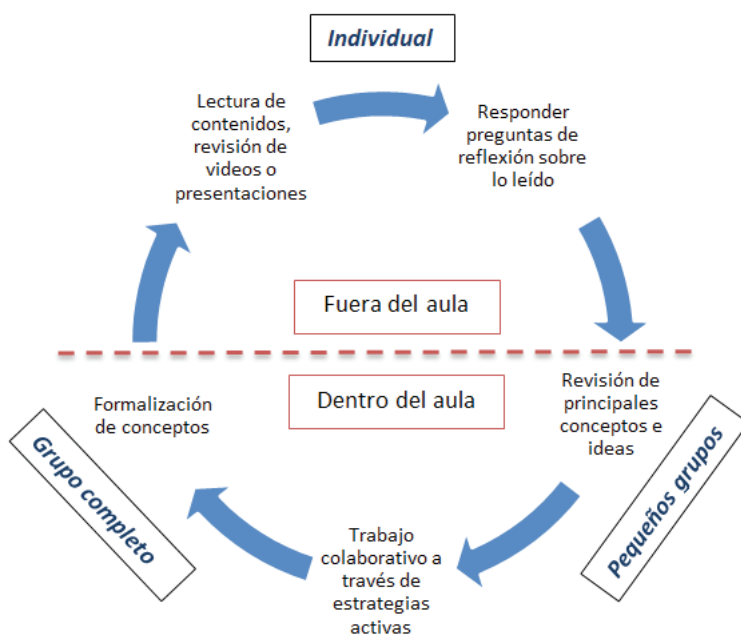 Individual
Lectura de
contenidos,
revisión de
videos o
presentaciones
Responder
preguntas de
reflexión sobre
lo leído
Fuera del aula
Dentro del aula
Revisión de
principales
conceptos e
ideas
Pequeños grupos
Trabajo
colaborativo a
través de
estrategias
activas
Formalización
de conceptos
Grupo completo